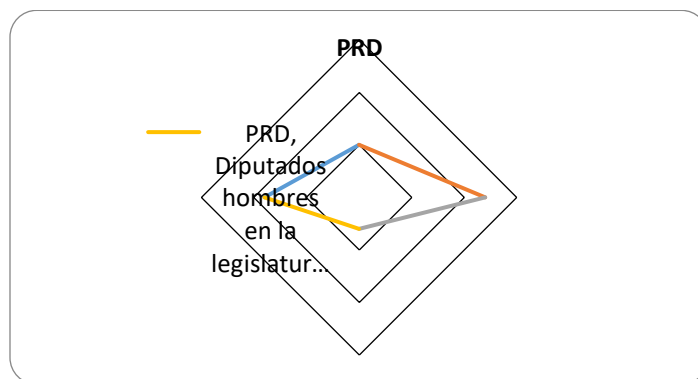 PRD
PRD,
Diputados
hombres
en la
legislatur...